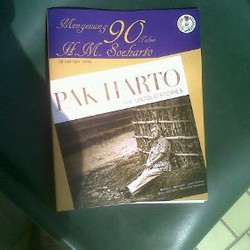 Mengenang 90 Tahun
H.M. Soeharto
PAK HARTO
THE UNTOLD STORIES